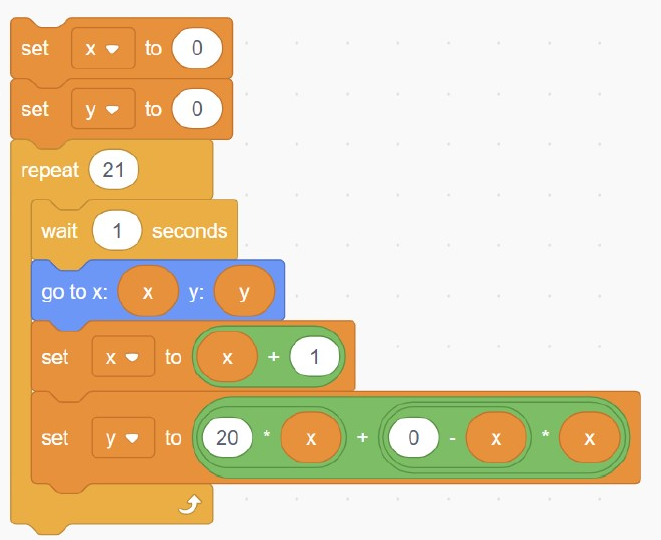 set x to 0
set y to 0
repeat 21
wait 1 seconds
go to x: x y: y
set x to x + 1
set y to 20 * x + 0 - x * x